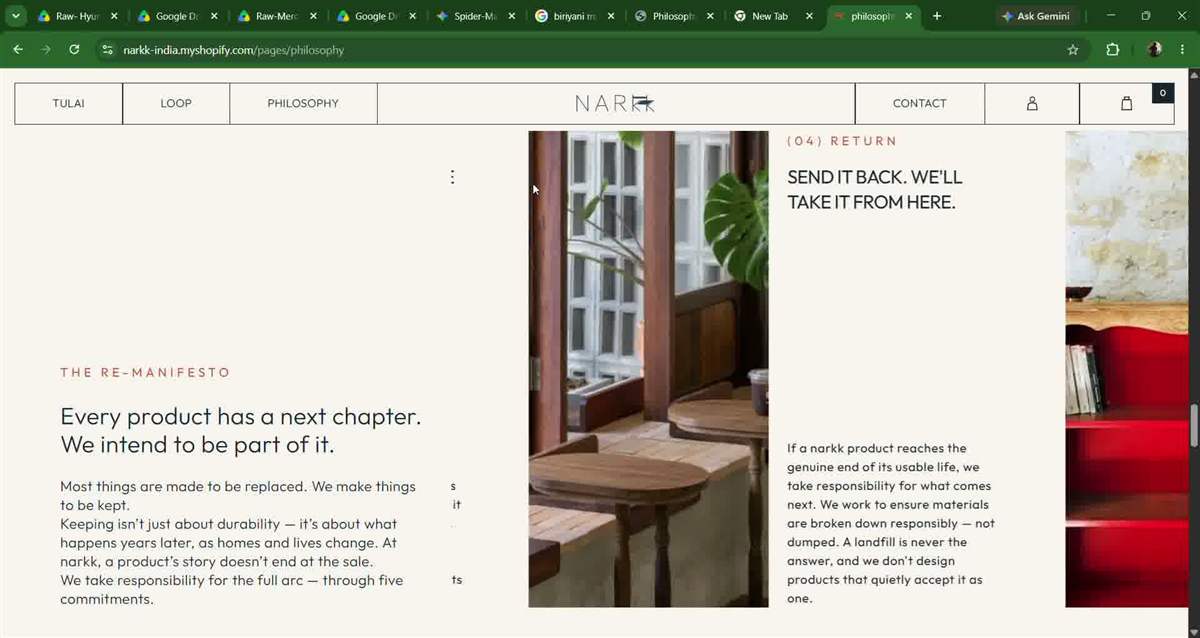 Raw- Hyun
Google Dr
Raw-Merc
Google Dri
Spider-Ma
biriyani m
Philosoph
New Tab
philosoph
Ask Gemini
narkk-india.myshopify.com/pages/philosophy
TULAI
LOOP
PHILOSOPHY
NARKK
CONTACT
0
THE RE-MANIFESTO
Every product has a next chapter.
We intend to be part of it.
Most things are made to be replaced. We make things
to be kept.
Keeping isn't just about durability — it's about what
happens years later, as homes and lives change. At
narkk, a product's story doesn't end at the sale.
We take responsibility for the full arc — through five
commitments.
s
it
ts
(04) RETURN
SEND IT BACK. WE'LL
TAKE IT FROM HERE.
If a narkk product reaches the
genuine end of its usable life, we
take responsibility for what comes
next. We work to ensure materials
are broken down responsibly — not
dumped. A landfill is never the
answer, and we don't design
products that quietly accept it as
one.